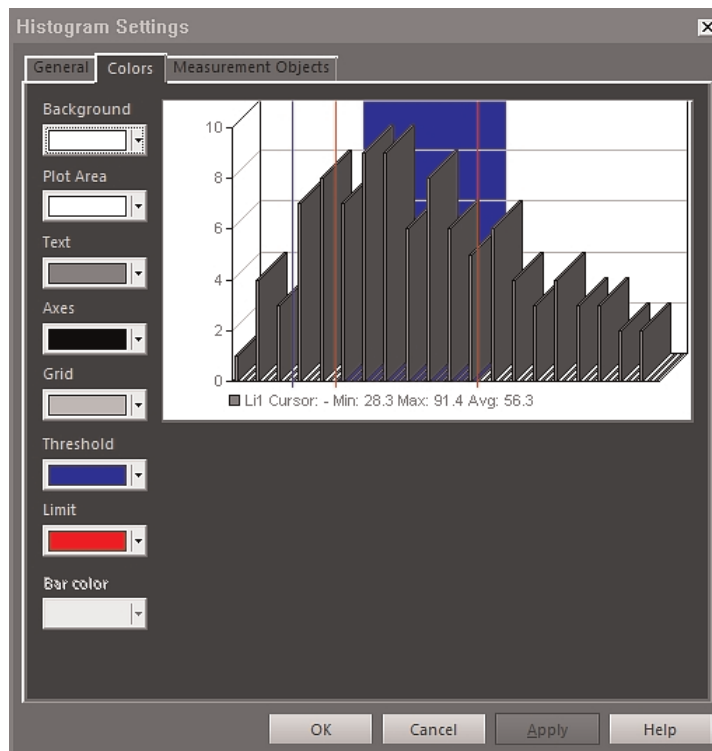 Histogram Settings
General Colors Measurement Objects
Background
Plot Area
Text
Axes
Grid
Threshold
Limit
Bar color
10
8
6
4
2
0
Li1 Cursor: - Min: 28.3 Max: 91.4 Avg: 56.3
OK Cancel Apply Help